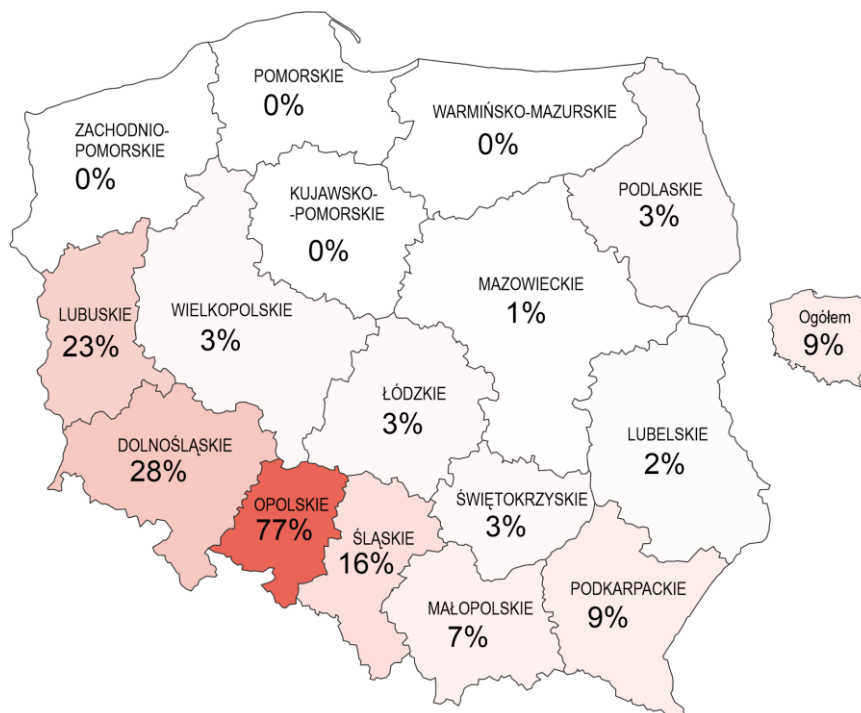 POMORSKIE
0%
WARMIŃSKO-MAZURSKIE
0%
ZACHODNIO-
POMORSKIE
0%
KUJAWSKO-
-POMORSKIE
0%
PODLASKIE
3%
MAZOWIECKIE
1%
LUBUSKIE
23%
WIELKOPOLSKIE
3%
Ogółem
9%
ŁÓDZKIE
3%
DOLNOŚLĄSKIE
28%
LUBELSKIE
2%
OPOLSKIE
77%
ŚWIĘTOKRZYSKIE
3%
ŚLĄSKIE
16%
MAŁOPOLSKIE
7%
PODKARPACKIE
9%